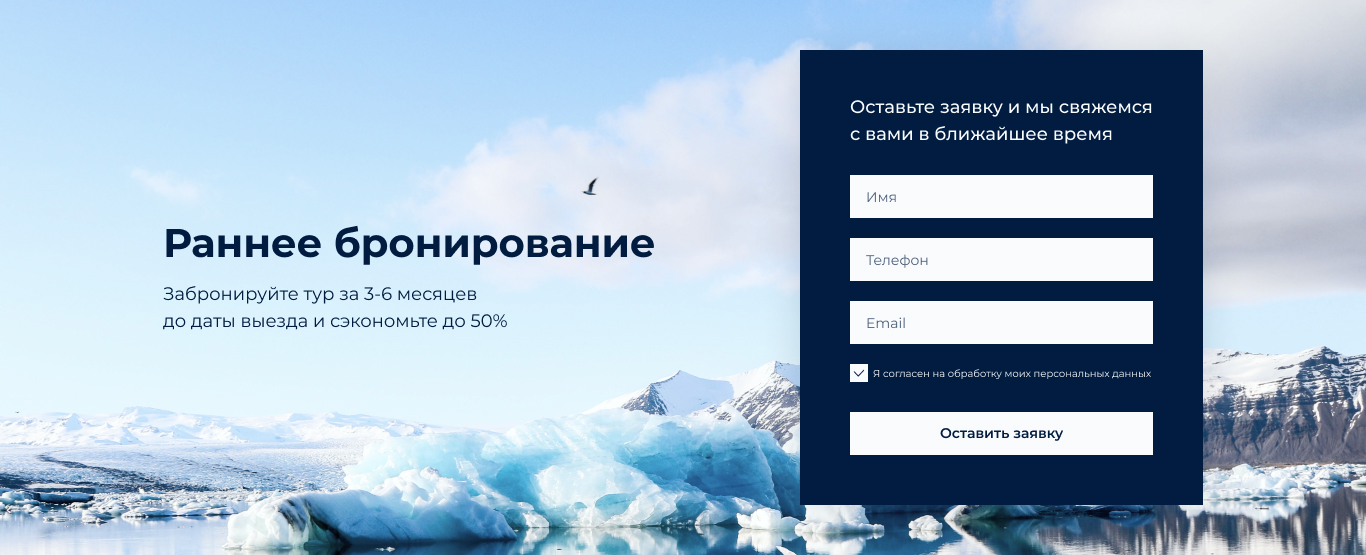 Раннее бронирование
Забронируйте тур за 3-6 месяцев
до даты выезда и сэкономьте до 50%
Оставьте заявку и мы свяжемся
с вами в ближайшее время
Имя
Телефон
Email
Я согласен на обработку моих персональных данных
Оставить заявку